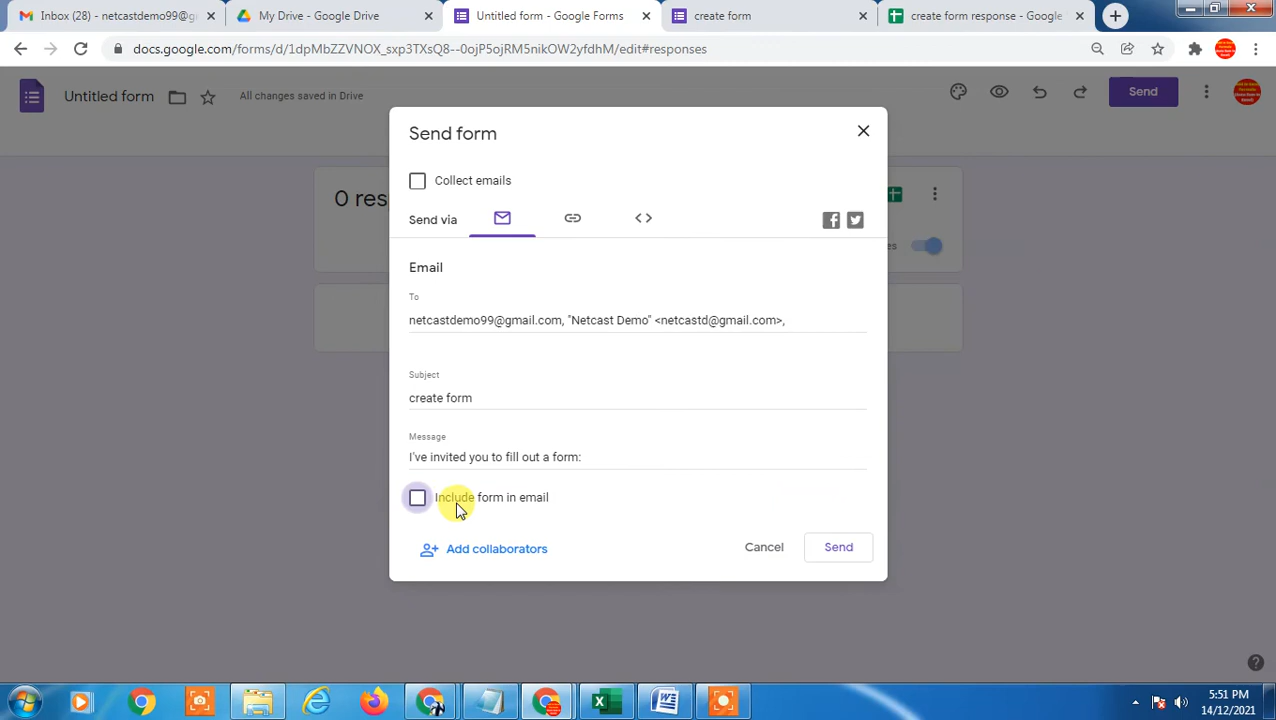 Inbox (28) - netcastdemo99@
My Drive - Google Drive
Untitled form - Google Forms
create form
create form response - Google
docs.google.com/forms/d/1dpMbZZVNOX_sxp3TXsQ8--0ojP5ojRM5nikOW2yfdhM/edit#responses
Untitled form
All changes saved in Drive
Send
Send form
Collect emails
0 res
Send via
es
Email
To
netcastdemo99@gmail.com, "Netcast Demo" <netcastd@gmail.com>,
Subject
create form
Message
I've invited you to fill out a form:
Include form in email
Add collaborators
Cancel
Send
5:51 PM
14/12/2021